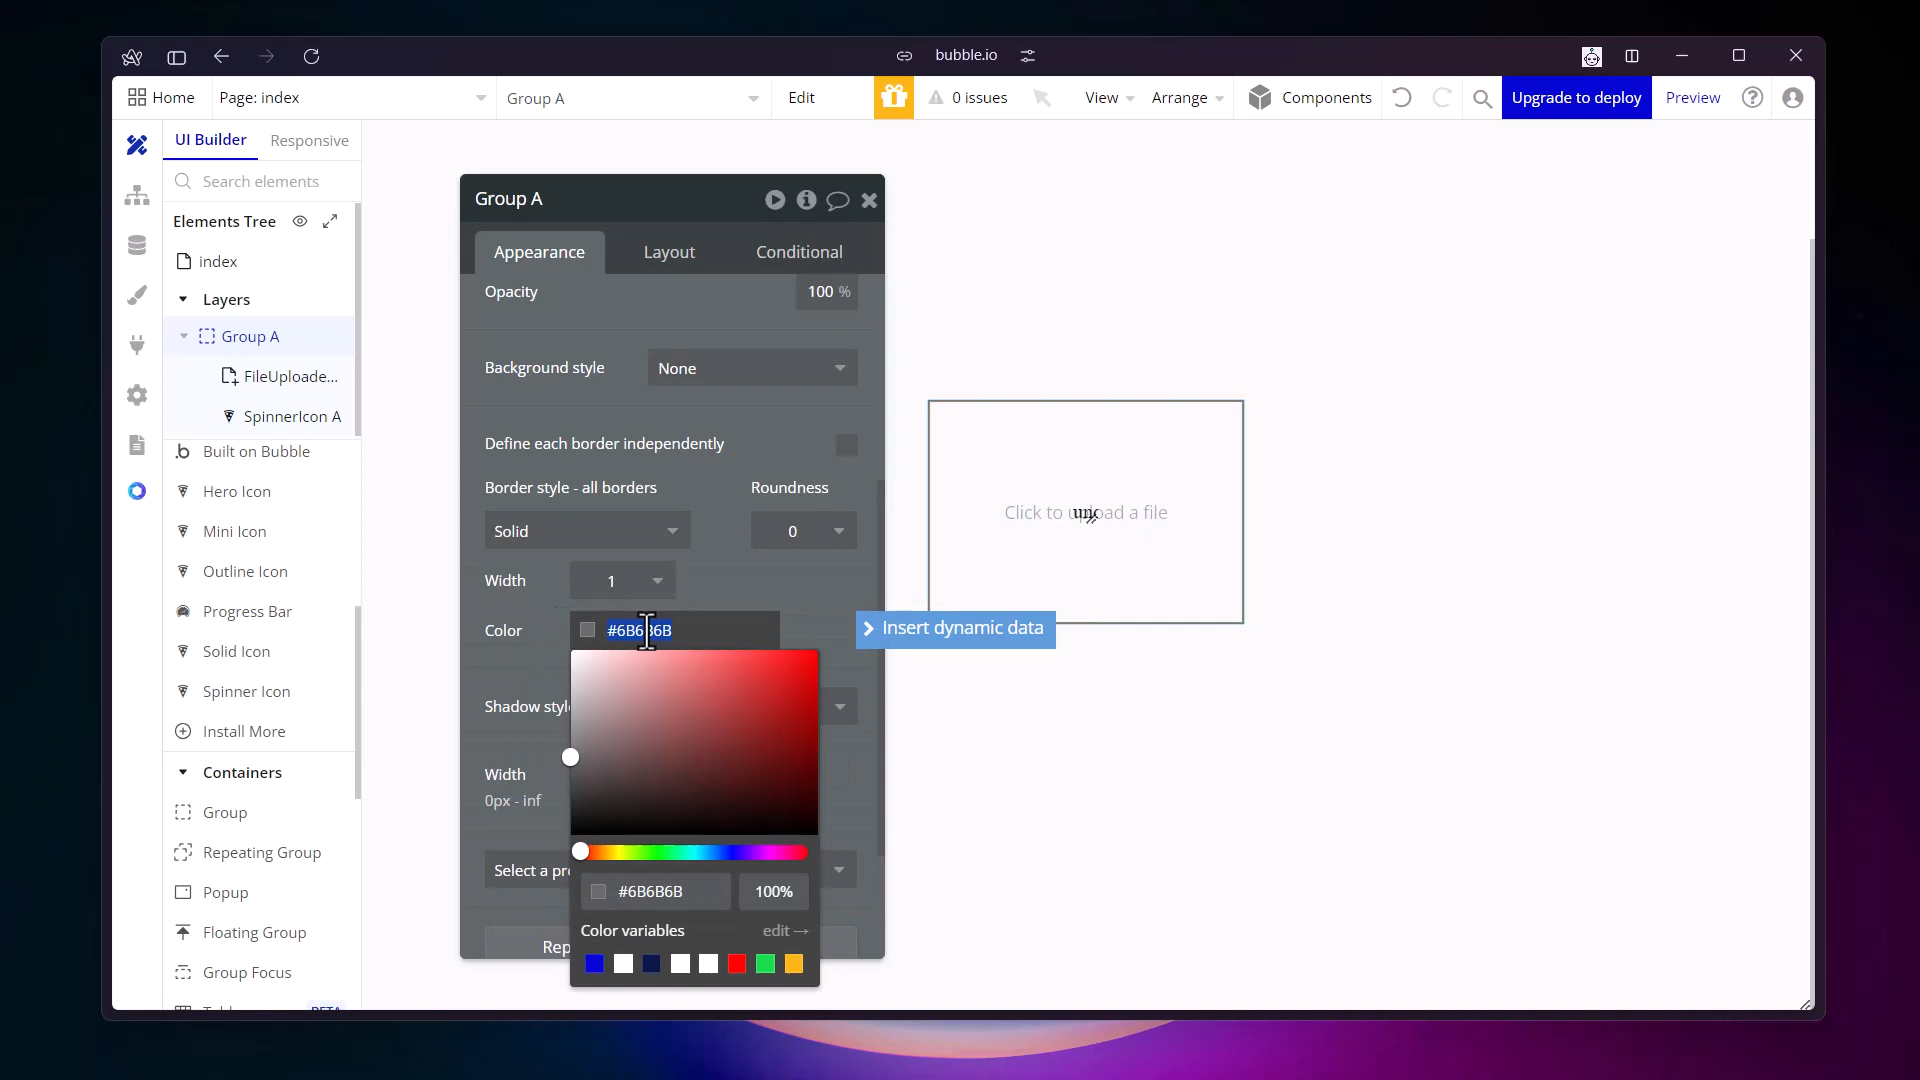 bubble.io
Home
Page: index
Group A
Edit
0 issues
View
Arrange
Components
Upgrade to deploy
Preview
UI Builder
Responsive
Search elements
Elements Tree
index
Layers
Group A
FileUploade...
SpinnerIcon A
Built on Bubble
Hero Icon
Mini Icon
Outline Icon
Progress Bar
Solid Icon
Spinner Icon
Install More
Containers
Group
Repeating Group
Popup
Floating Group
Group Focus
BETA
Group A
Appearance
Layout
Conditional
Opacity
100 %
Background style
None
Define each border independently
Border style - all borders
Roundness
Solid
0
Width
1
Color
#6B6B6B
Insert dynamic data
Shadow style
Width
0px - inf
Select a pr
Rep
#6B6B6B
100%
Color variables
edit →
Click to upload a file